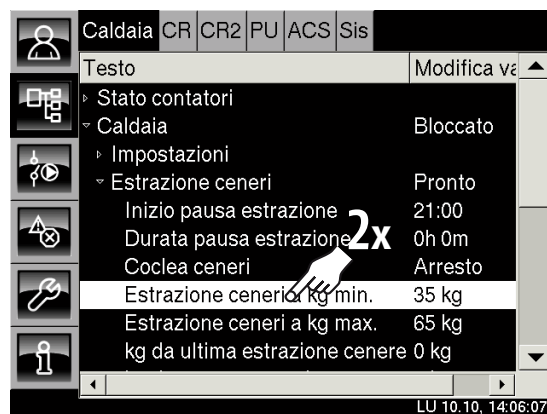 Caldaia CR CR2 PU ACS Sis
Testo Modifica va
Stato contatori
Caldaia Bloccato
Impostazioni
Estrazione ceneri Pronto
Inizio pausa estrazione 21:00
Durata pausa estrazione 0h 0m
2x
Coclea ceneri Arresto
Estrazione ceneri a kg min. 35 kg
Estrazione ceneri a kg max. 65 kg
kg da ultima estrazione cenere 0 kg
LU 10.10, 14:06:07